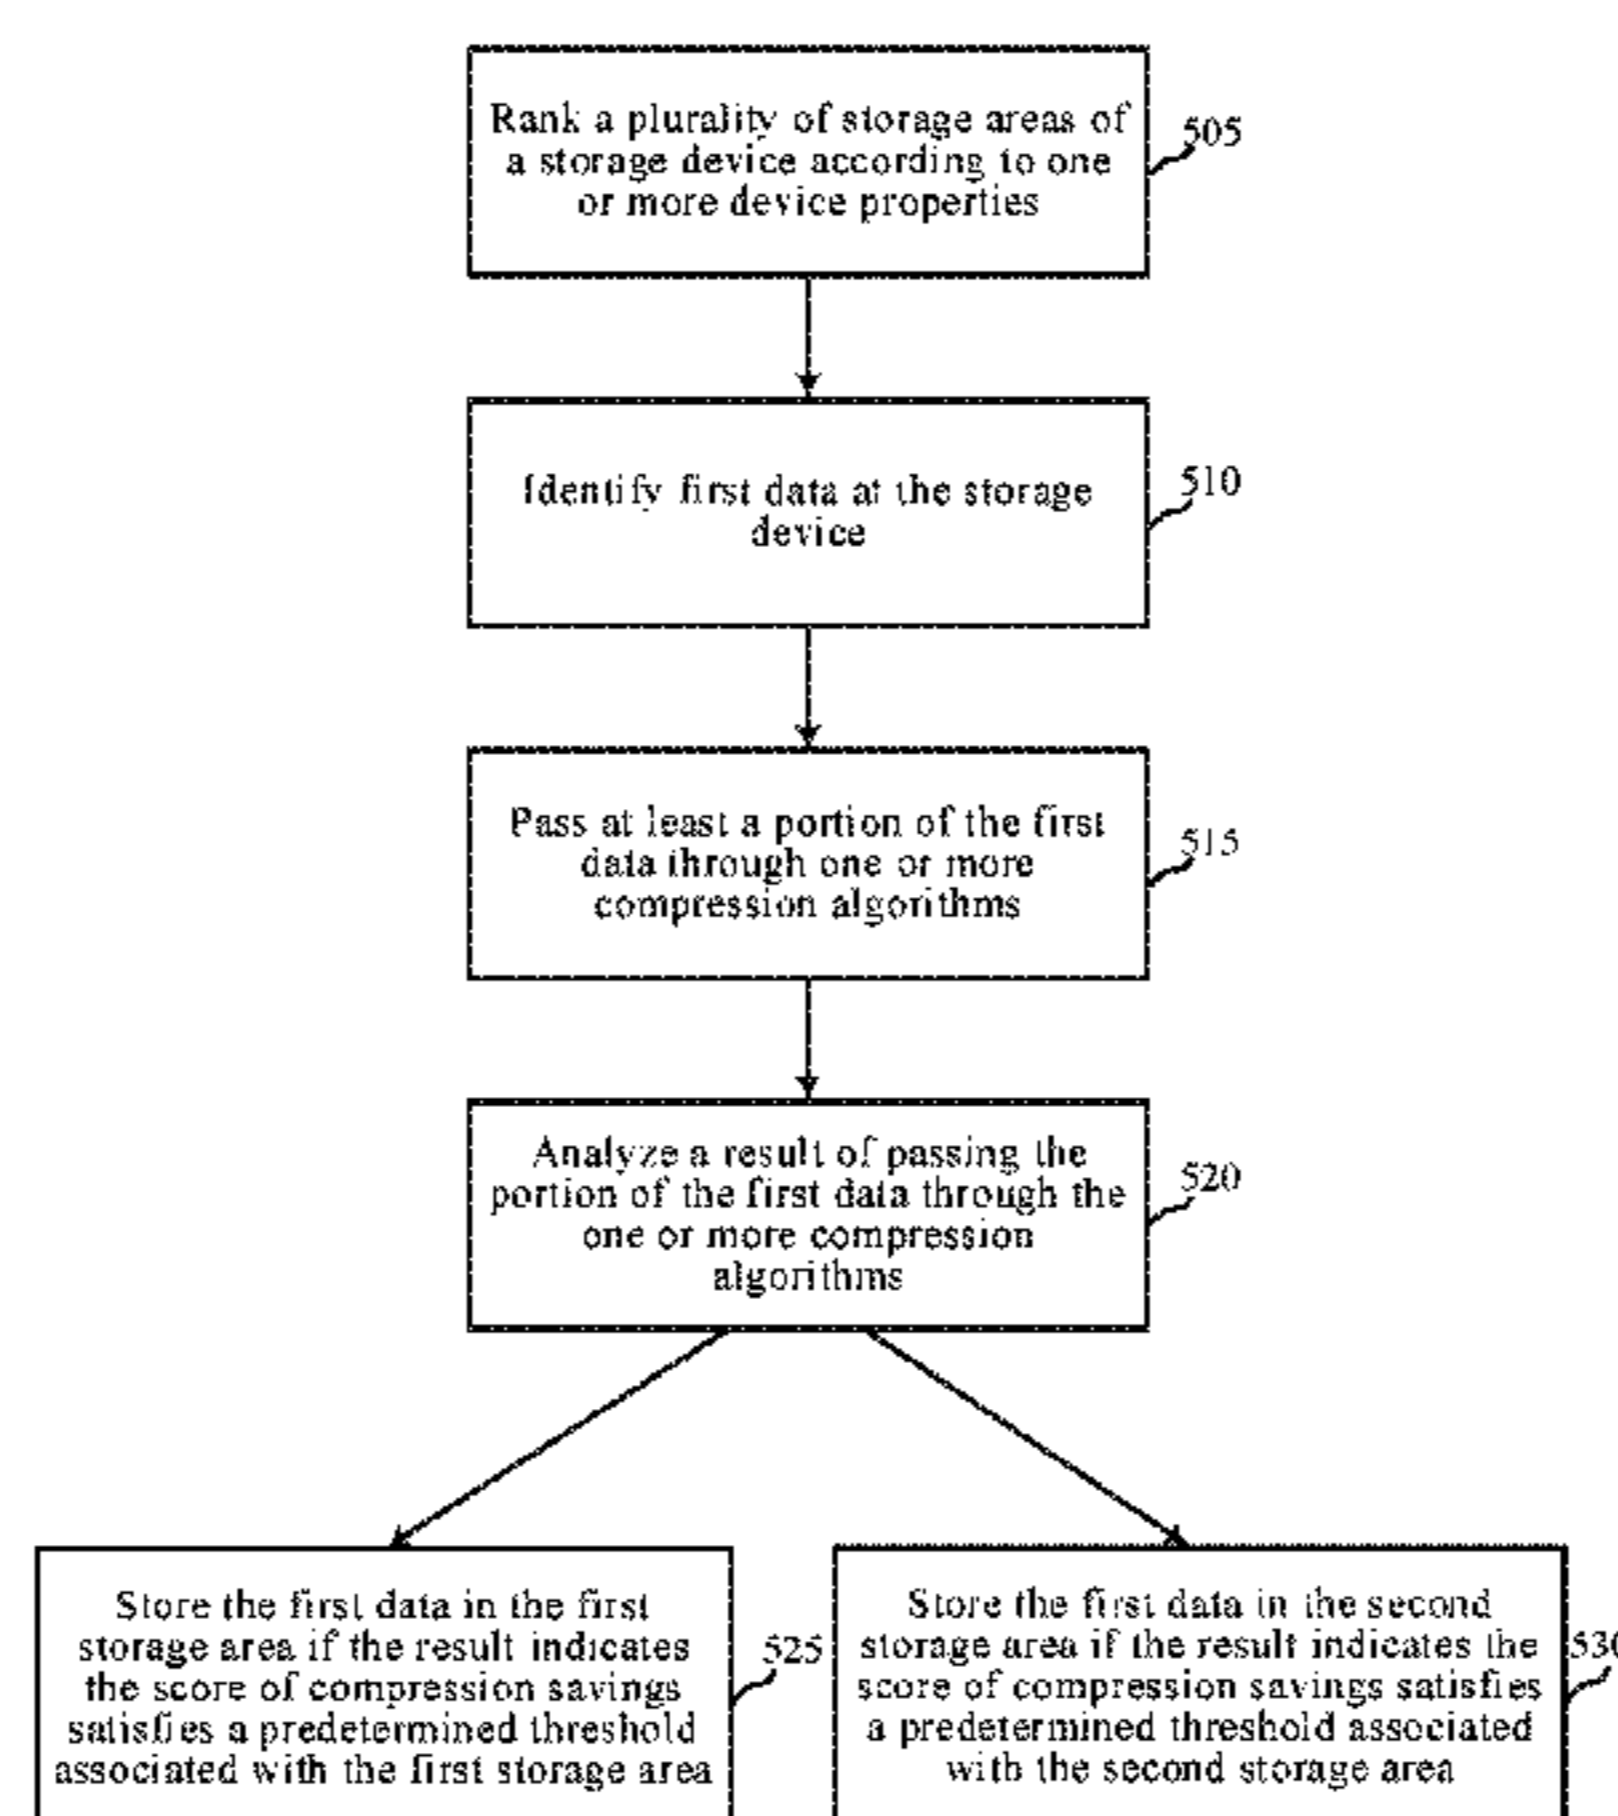 Rank a plurality of storage areas of
a storage device according to one
or more device properties
505
Identify first data at the storage
device
510
Pass at least a portion of the first
data through one or more
compression algorithms
515
Analyze a result of passing the
portion of the first data through the
one or more compression
algorithms
520
Store the first data in the first
storage area if the result indicates
the score of compression savings
satisfies a predetermined threshold
associated with the first storage area
525
Store the first data in the second
storage area if the result indicates the
score of compression savings satisfies
a predetermined threshold associated
with the second storage area
530